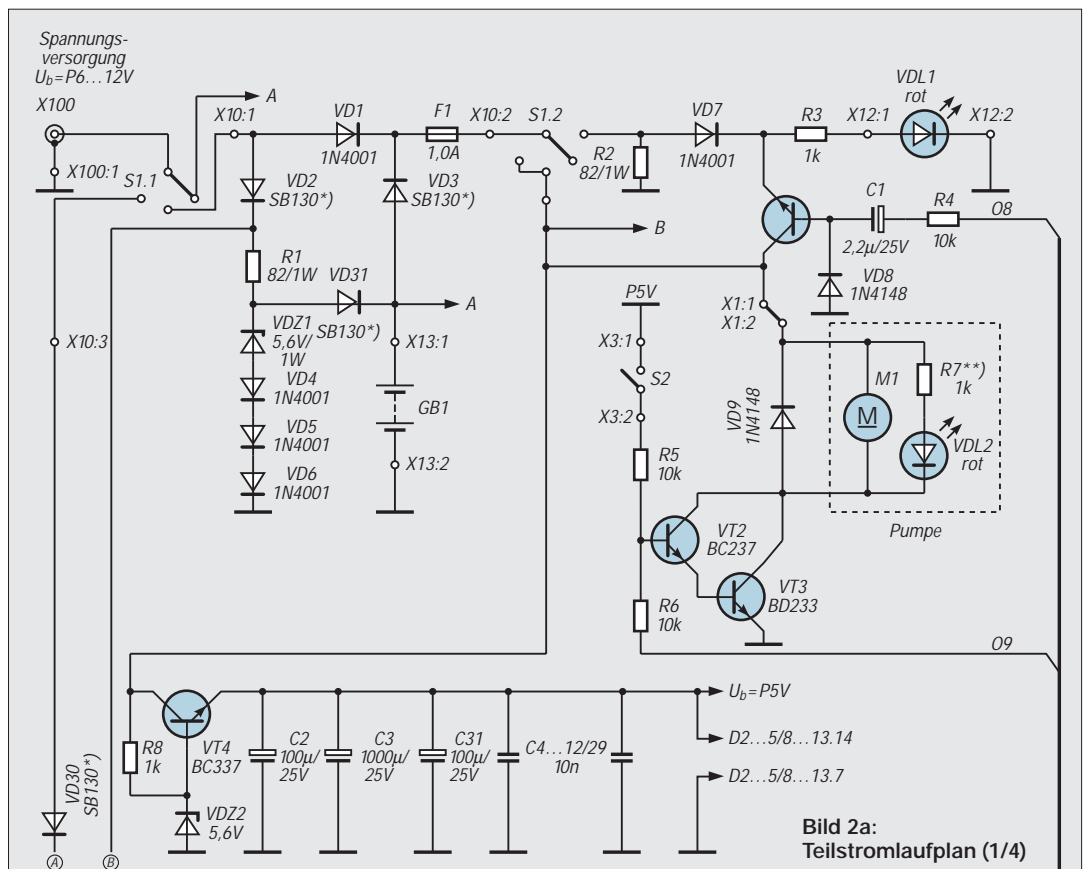 Spannungs-
versorgung
Ub=P6...12V
X100
X100:1
S1.1
A
X10:1
VD1
1N4001
F1
1,0A
X10:2
S1.2
R2
82/1W
VD7
1N4001
R3
1k
X12:1
VDL1
rot
X12:2
VD2
SB130*)
VD3
SB130*)
B
C1
2,2µ/25V
R4
10k
O8
R1
82/1W
VD31
SB130*)
A
VD8
1N4148
X10:3
VDZ1
5,6V/
1W
X13:1
P5V
X3:1
S2
X3:2
X1:1
X1:2
VD4
1N4001
GB1
VD9
1N4148
M1
M
R7**)
1k
VD5
1N4001
VDL2
rot
VD6
1N4001
X13:2
R5
10k
Pumpe
VT2
BC237
VT3
BD233
R6
10k
O9
Ub=P5V
R8
1k
VT4
BC337
C2
100µ/
25V
C3
1000µ/
25V
C31
100µ/
25V
C4...12/29
10n
D2...5/8...13.14
D2...5/8...13.7
VD30
SB130*)
VDZ2
5,6V
A
B
Bild 2a:
Teilstromlaufplan (1/4)